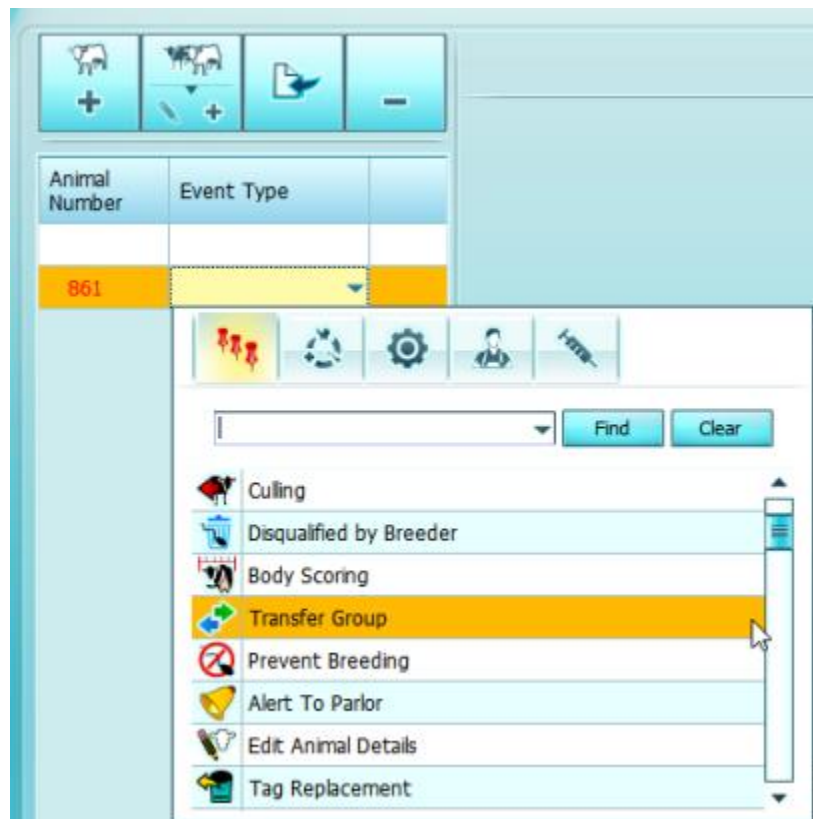 Animal
Number
Event Type
861
Find Clear
Culling
Disqualified by Breeder
Body Scoring
Transfer Group
Prevent Breeding
Alert To Parlor
Edit Animal Details
Tag Replacement